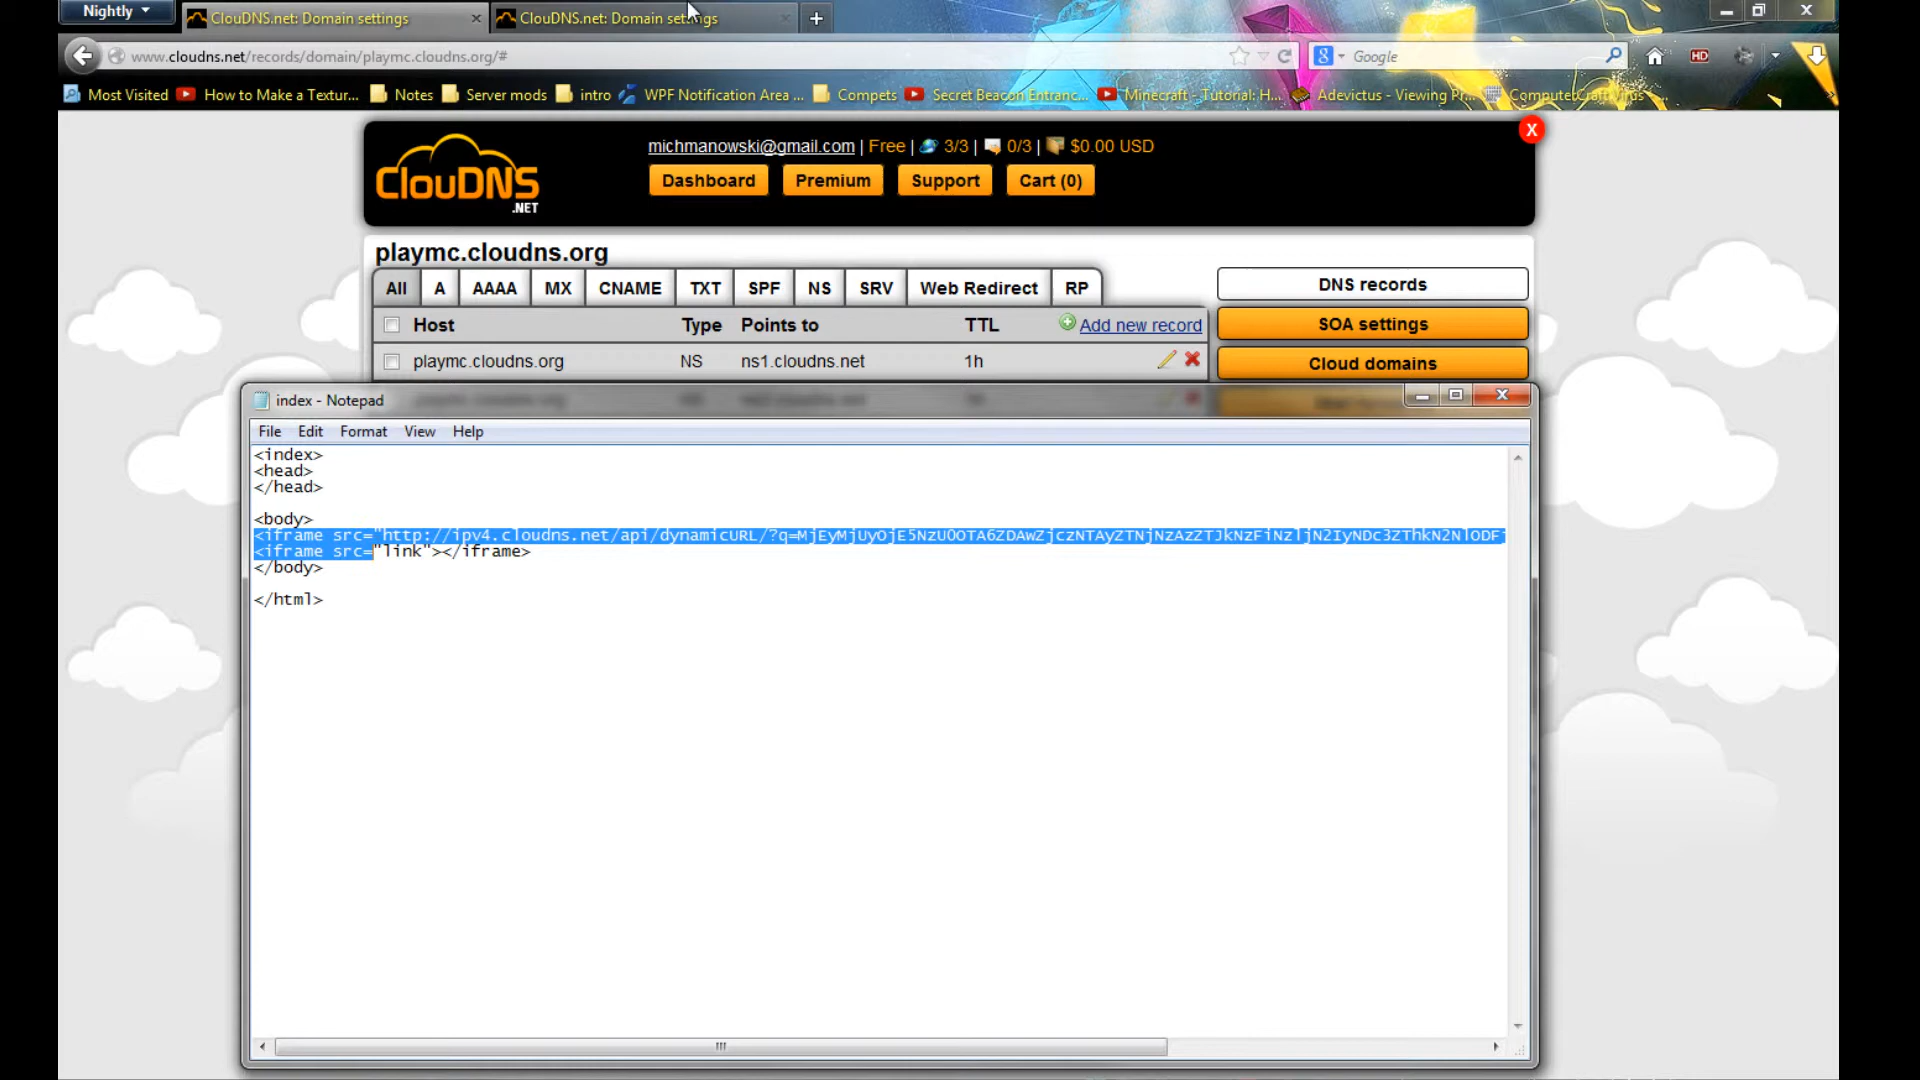 Nightly
ClouDNS.net: Domain settings
ClouDNS.net: Domain settings
www.cloudns.net/records/domain/playmc.cloudns.org/#
Google
HD
Most Visited
How to Make a Textur...
Notes
Server mods
intro
WPF Notification Area ...
Compets
Secret Beacon Entranc...
Minecraft - Tutorial: H...
Adevictus - Viewing Pr...
ComputerCraft Virus - ...
ClouDNS
.NET
michmanowski@gmail.com | Free | 3/3 | 0/3 | $0.00 USD
X
Dashboard
Premium
Support
Cart (0)
playmc.cloudns.org
All A AAAA MX CNAME TXT SPF NS SRV Web Redirect RP
DNS records
Host Type Points to TTL Add new record
SOA settings
playmc.cloudns.org NS ns1.cloudns.net 1h
Cloud domains
index - Notepad
File Edit Format View Help
<index>
<head>
</head>
<body>
<iframe src="http://ipv4.cloudns.net/api/dynamicURL/?q=MjEyMjUyOjE5NzU0OTA6ZDAwZjczNTAyZTNjNzAzZTJkNzFiNzljN2IyNDc3ZThkN2NlODFj
<iframe src="link"></iframe>
</body>
</html>